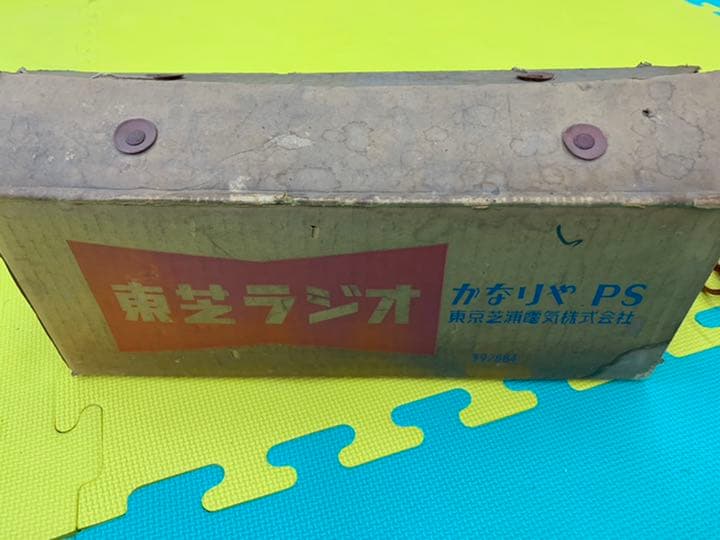 東芝ラジオ
かなりや PS
東京芝浦電気株式会社